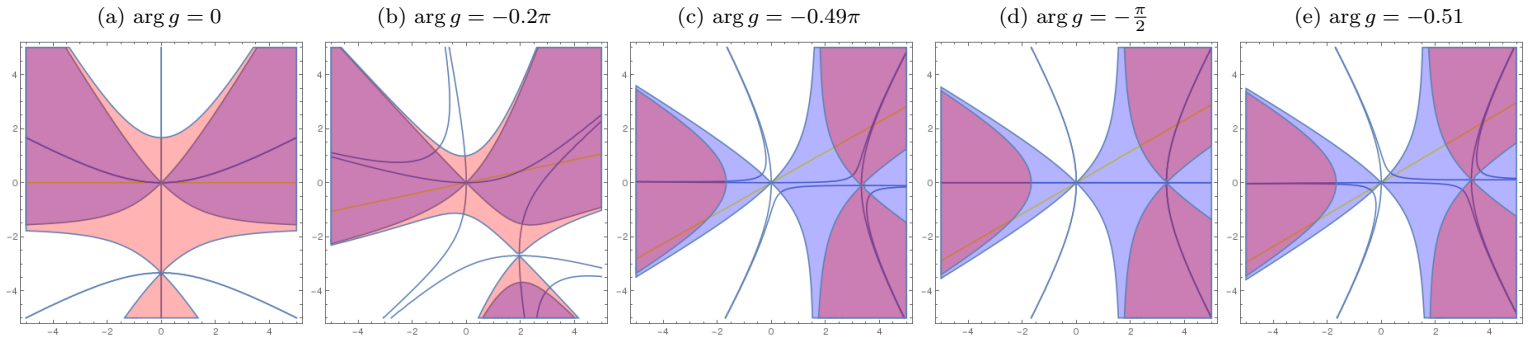 (a) arg g = 0 (b) arg g = −0.2π (c) arg g = −0.49π (d) arg g = −π/2 (e) arg g = −0.51
4 4 4 4 4
2 2 2 2 2
0 0 0 0 0
−2 −2 −2 −2 −2
−4 −4 −4 −4 −4
−4 −2 0 2 4 −4 −2 0 2 4 −4 −2 0 2 4 −4 −2 0 2 4 −4 −2 0 2 4